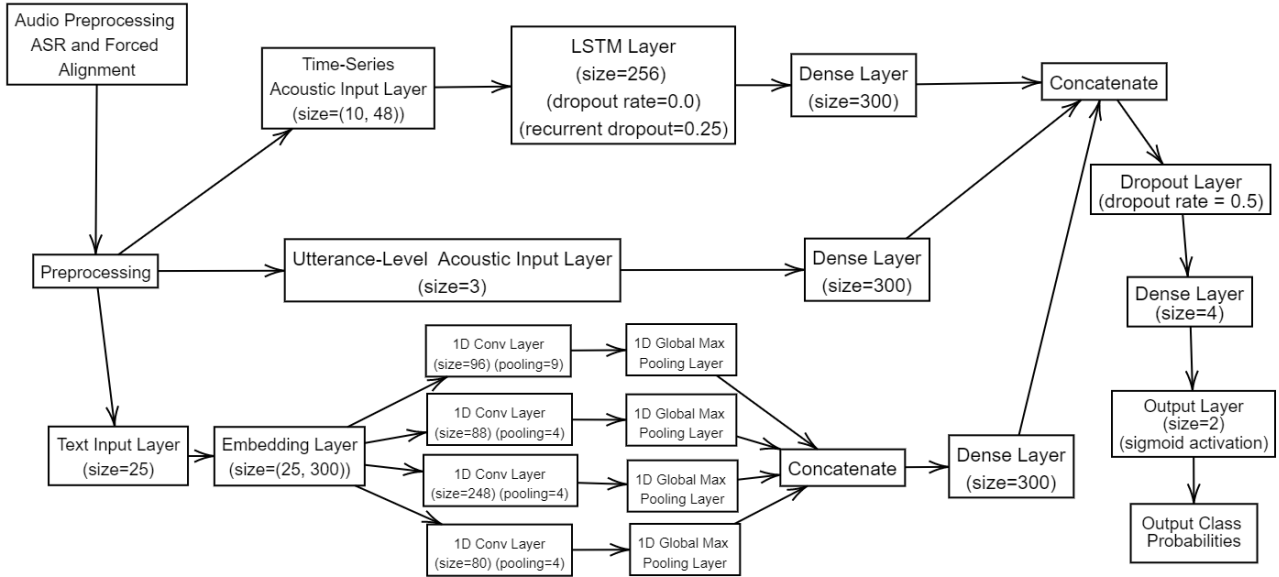 Audio Preprocessing
ASR and Forced
Alignment
Time-Series
Acoustic Input Layer
(size=(10, 48))
LSTM Layer
(size=256)
(dropout rate=0.0)
(recurrent dropout=0.25)
Dense Layer
(size=300)
Concatenate
Dropout Layer
(dropout rate = 0.5)
Preprocessing
Utterance-Level Acoustic Input Layer
(size=3)
Dense Layer
(size=300)
Dense Layer
(size=4)
1D Conv Layer
(size=96) (pooling=9)
1D Global Max
Pooling Layer
1D Conv Layer
(size=88) (pooling=4)
1D Global Max
Pooling Layer
Text Input Layer
(size=25)
Embedding Layer
(size=(25, 300))
1D Conv Layer
(size=248) (pooling=4)
1D Global Max
Pooling Layer
1D Conv Layer
(size=80) (pooling=4)
1D Global Max
Pooling Layer
Concatenate
Dense Layer
(size=300)
Output Layer
(size=2)
(sigmoid activation)
Output Class
Probabilities